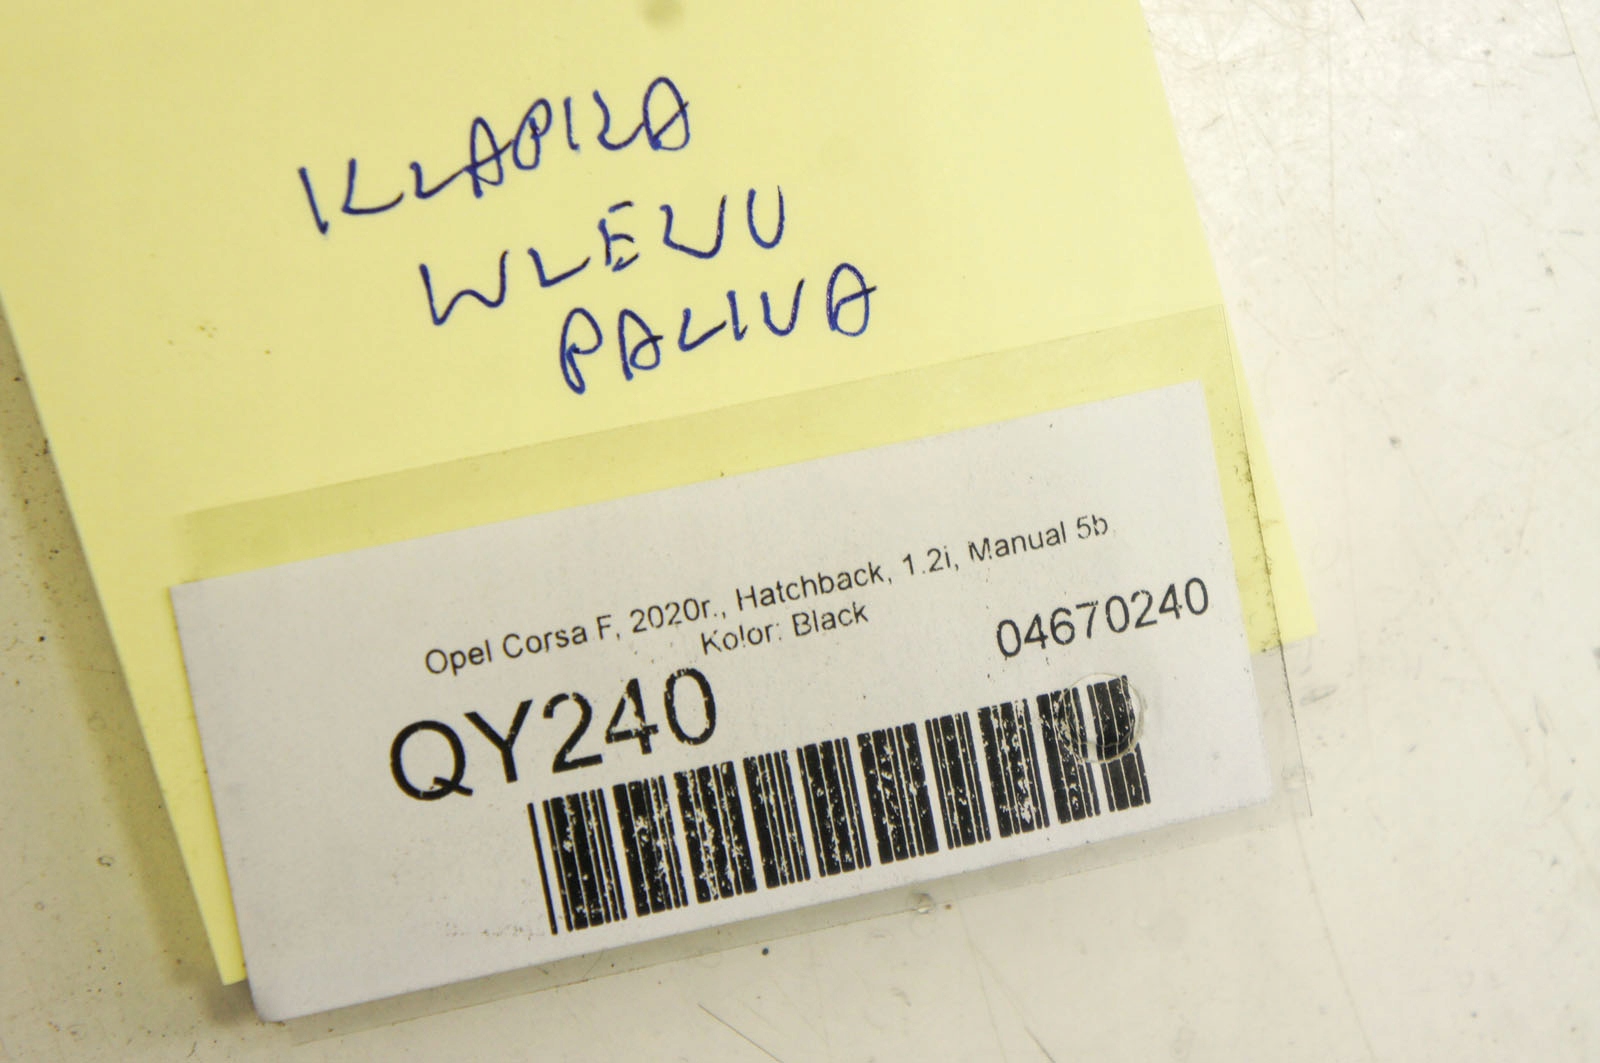 KLAPKA
WLEWU
PALIWA
Opel Corsa F, 2020r., Hatchback, 1.2i, Manual 5b
Kolor: Black
04670240
QY240